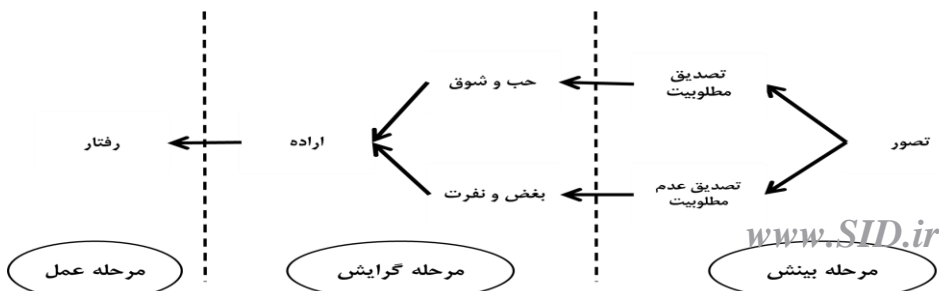 تصور
تصدیق
مطلوبیت
حب و شوق
تصدیق عدم
مطلوبیت
بغض و نفرت
اراده
رفتار
www.SID.ir
مرحله بینش
مرحله گرایش
مرحله عمل